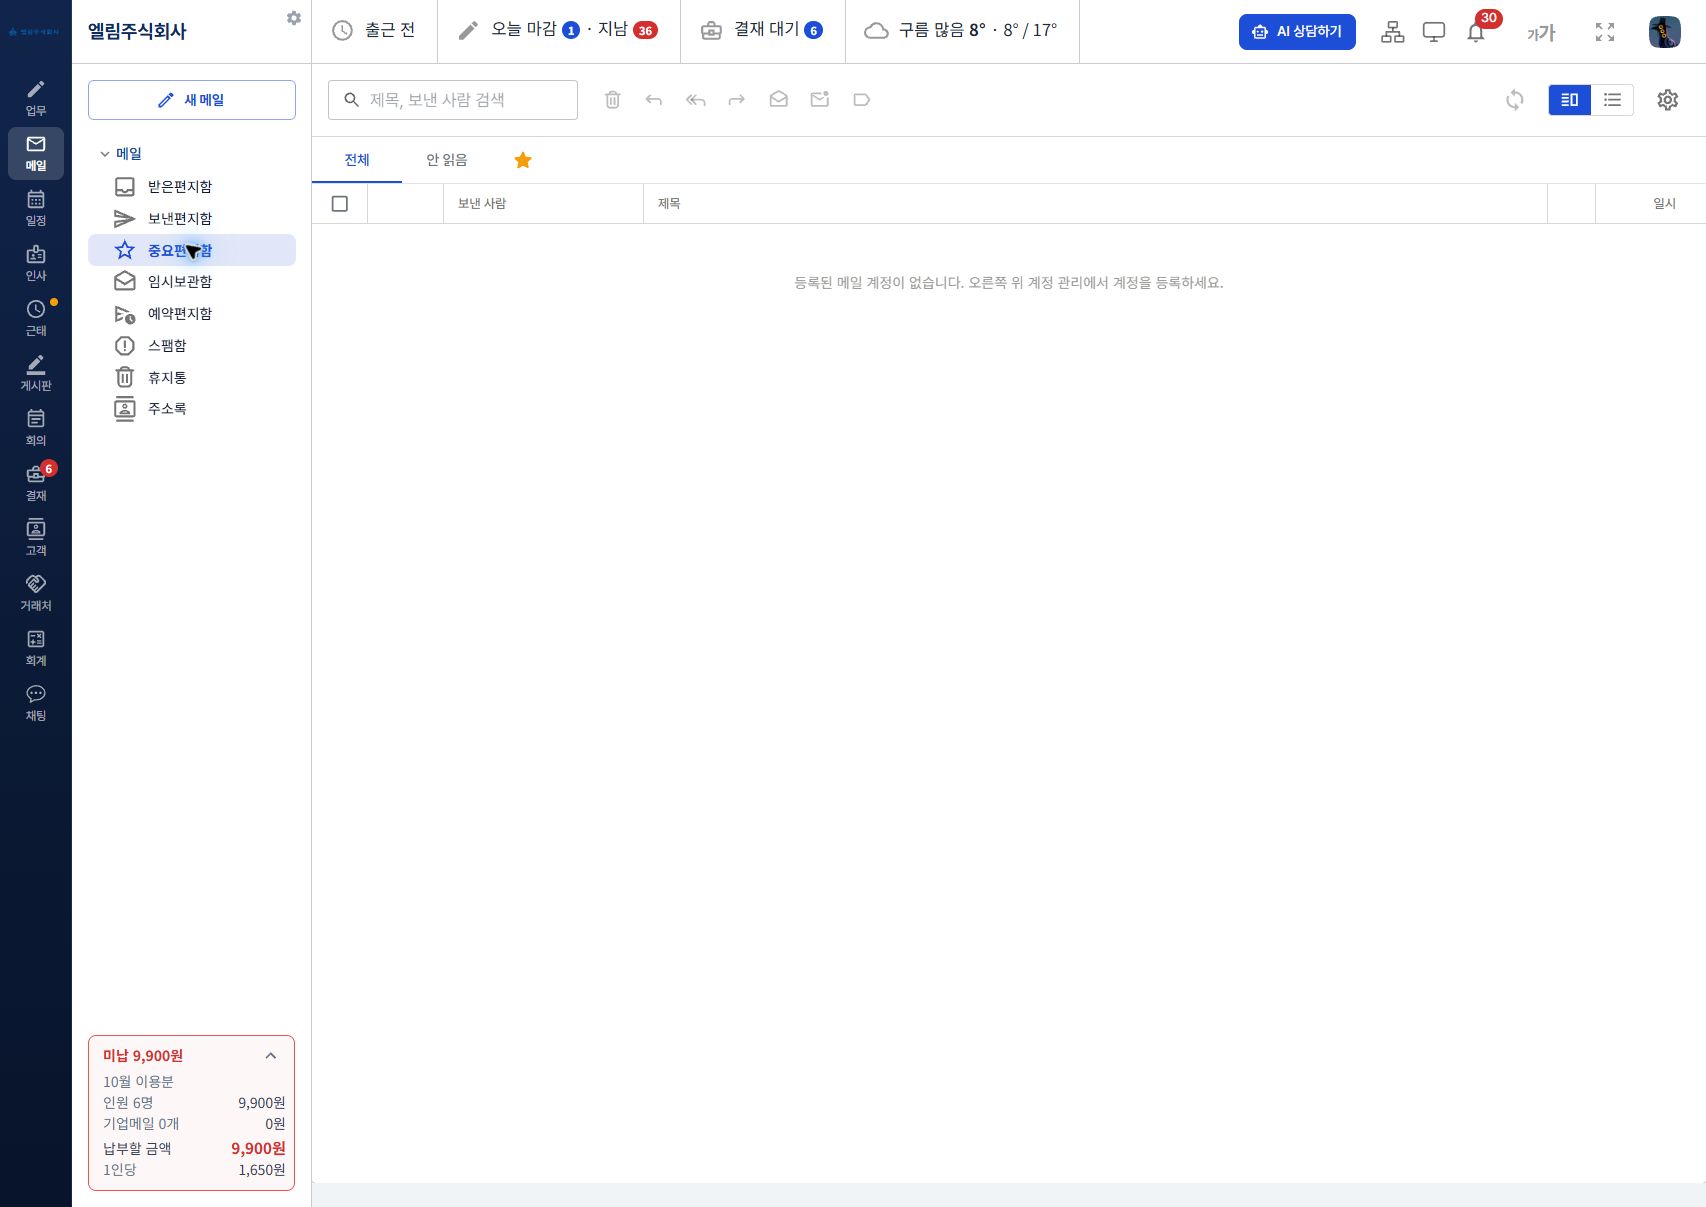 엘림주식회사
엘림주식회사
출근 전
오늘 마감 1 · 지남 36
결재 대기 6
구름 많음 8° · 8° / 17°
AI 상담하기
30
가가
업무
메일
일정
인사
근태
게시판
회의
6
결재
고객
거래처
회계
채팅
새 메일
메일
받은편지함
보낸편지함
중요편지함
임시보관함
예약편지함
스팸함
휴지통
주소록
미납 9,900원
10월 이용분
인원 6명 9,900원
기업메일 0개 0원
납부할 금액 9,900원
1인당 1,650원
제목, 보낸 사람 검색
전체 안 읽음
보낸 사람 제목 일시
등록된 메일 계정이 없습니다. 오른쪽 위 계정 관리에서 계정을 등록하세요.